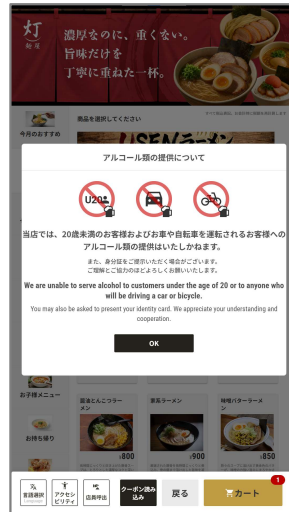 灯
麺屋
濃厚なのに、重くない。
旨味だけを
丁寧に重ねた一杯。
今月のおすすめ
商品を選択してください
USENラーメン
アルコール類の提供について
U20
当店では、20歳未満のお客様およびお車や自転車を運転されるお客様への
アルコール類の提供はいたしかねます。
また、身分証をご提示いただく場合がございます。
ご理解とご協力のほどよろしくお願いいたします。
We are unable to serve alcohol to customers under the age of 20 or to anyone who
will be driving a car or bicycle.
You may also be asked to present your identity card. We appreciate your understanding and
cooperation.
OK
お子様メニュー
醤油とんこつラー
メン
家系ラーメン
味噌バターラーメ
ン
お持ち帰り
¥800
¥900
¥850
言語選択
Language
アクセシ
ビリティ
店員呼出
クーポン読み
込み
戻る
カート
1